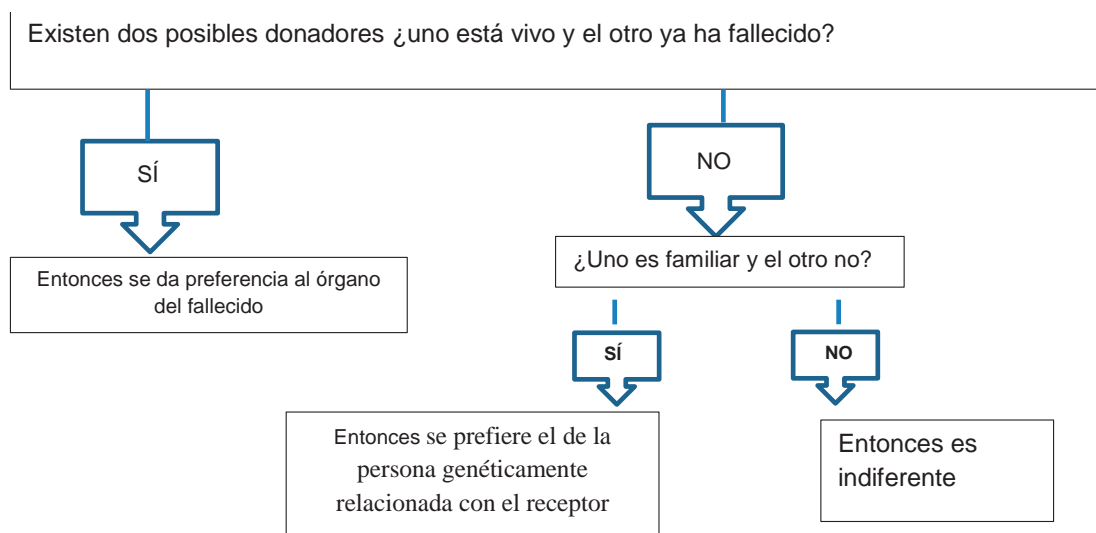 Existen dos posibles donadores ¿uno está vivo y el otro ya ha fallecido?
SÍ
NO
Entonces se da preferencia al órgano
del fallecido
¿Uno es familiar y el otro no?
SÍ
NO
Entonces se prefiere el de la
persona genéticamente
relacionada con el receptor
Entonces es
indiferente